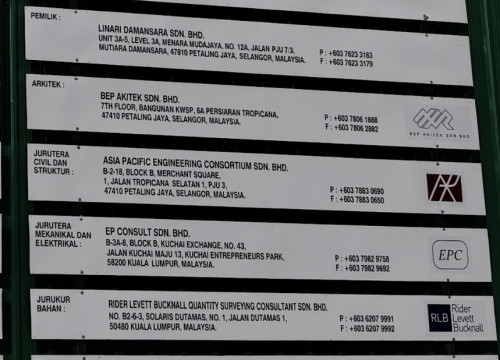 PEMILIK :
LINARI DAMANSARA SDN. BHD.
UNIT 3A-5, LEVEL 3A, MENARA MUDAJAYA, NO. 12A, JALAN PJU 7/3,
MUTIARA DAMANSARA, 47810 PETALING JAYA, SELANGOR, MALAYSIA.
P : +603 7623 3163
F : +603 7623 3179
ARKITEK :
BEP AKITEK SDN. BHD.
7TH FLOOR, BANGUNAN KWSP, 6A PERSIARAN TROPICANA,
47410 PETALING JAYA, SELANGOR, MALAYSIA.
P : +603 7806 1888
F : +603 7806 2882
BEP AKITEK SDN BHD
JURUTERA
CIVIL DAN
STRUKTUR :
ASIA PACIFIC ENGINEERING CONSORTIUM SDN. BHD.
B-2-18, BLOCK B, MERCHANT SQUARE,
1, JALAN TROPICANA SELATAN 1, PJU 3,
47410 PETALING JAYA, SELANGOR, MALAYSIA.
P : +603 7883 0690
F : +603 7883 0650
JURUTERA
MEKANIKAL DAN
ELEKTRIKAL :
EP CONSULT SDN. BHD.
B-3A-8, BLOCK B, KUCHAI EXCHANGE, NO. 43,
JALAN KUCHAI MAJU 13, KUCHAI ENTREPRENEURS PARK,
58200 KUALA LUMPUR, MALAYSIA.
P : +603 7982 9758
F : +603 7982 9692
EPC
JURUKUR
BAHAN :
RIDER LEVETT BUCKNALL QUANTITY SURVEYING CONSULTANT SDN. BHD.
NO. B2-6-3, SOLARIS DUTAMAS, NO. 1, JALAN DUTAMAS 1,
50480 KUALA LUMPUR, MALAYSIA.
P : +603 6207 9991
F : +603 6207 9992
RLB
Rider
Levett
Bucknall